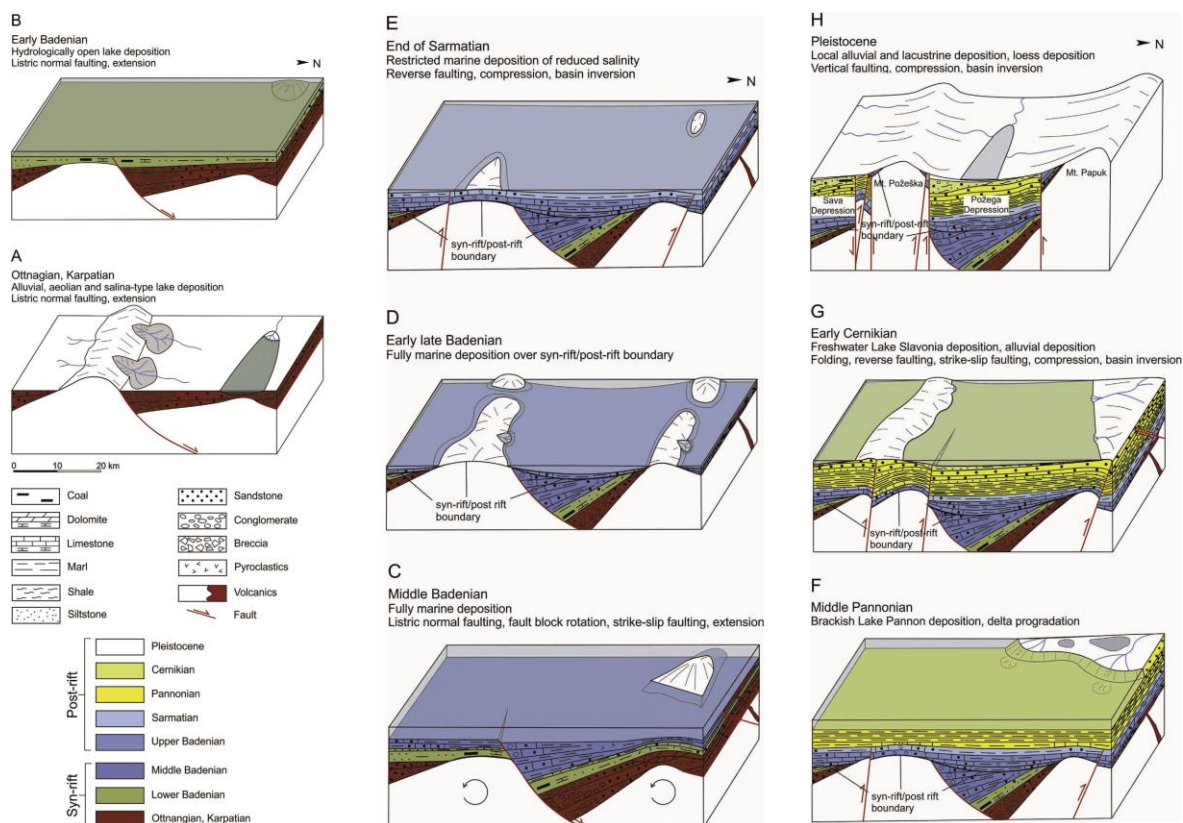 B
Early Badenian
Hydrologically open lake deposition
Listric normal faulting, extension
N
A
Ottnagian, Karpatian
Alluvial, aeolian and salina-type lake deposition
Listric normal faulting, extension
0 10 20 km
Coal
Dolomite
Limestone
Marl
Shale
Siltstone
Sandstone
Conglomerate
Breccia
Pyroclastics
Volcanics
Fault
Post-rift
Pleistocene
Cernikian
Pannonian
Sarmatian
Upper Badenian
Syn-rift
Middle Badenian
Lower Badenian
Ottnangian, Karpatian
E
End of Sarmatian
Restricted marine deposition of reduced salinity
Reverse faulting, compression, basin inversion
N
syn-rift/post-rift
boundary
D
Early late Badenian
Fully marine deposition over syn-rift/post-rift boundary
syn-rift/post rift
boundary
C
Middle Badenian
Fully marine deposition
Listric normal faulting, fault block rotation, strike-slip faulting, extension
H
Pleistocene
Local alluvial and lacustrine deposition, loess deposition
Vertical faulting, compression, basin inversion
N
Mt. Požeška
Mt. Papuk
Sava
Depression
Požega
Depression
syn-rift/post-rift
boundary
G
Early Cernikian
Freshwater Lake Slavonia deposition, alluvial deposition
Folding, reverse faulting, strike-slip faulting, compression, basin inversion
syn-rift/post-rift
boundary
F
Middle Pannonian
Brackish Lake Pannon deposition, delta progradation
syn-rift/post rift
boundary